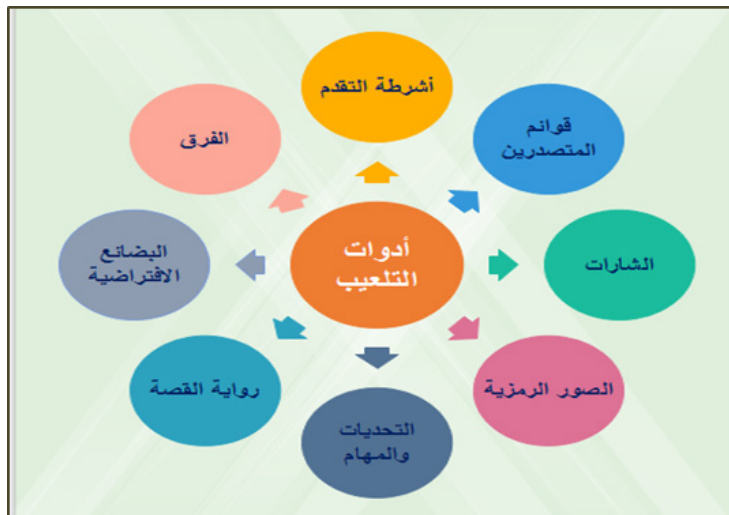 أشرطة التقدم
قوائم
المتصدرين
الشارات
الصور الرمزية
التحديات
والمهام
رواية القصة
البضائع
الافتراضية
الفرق
أدوات
التلعيب